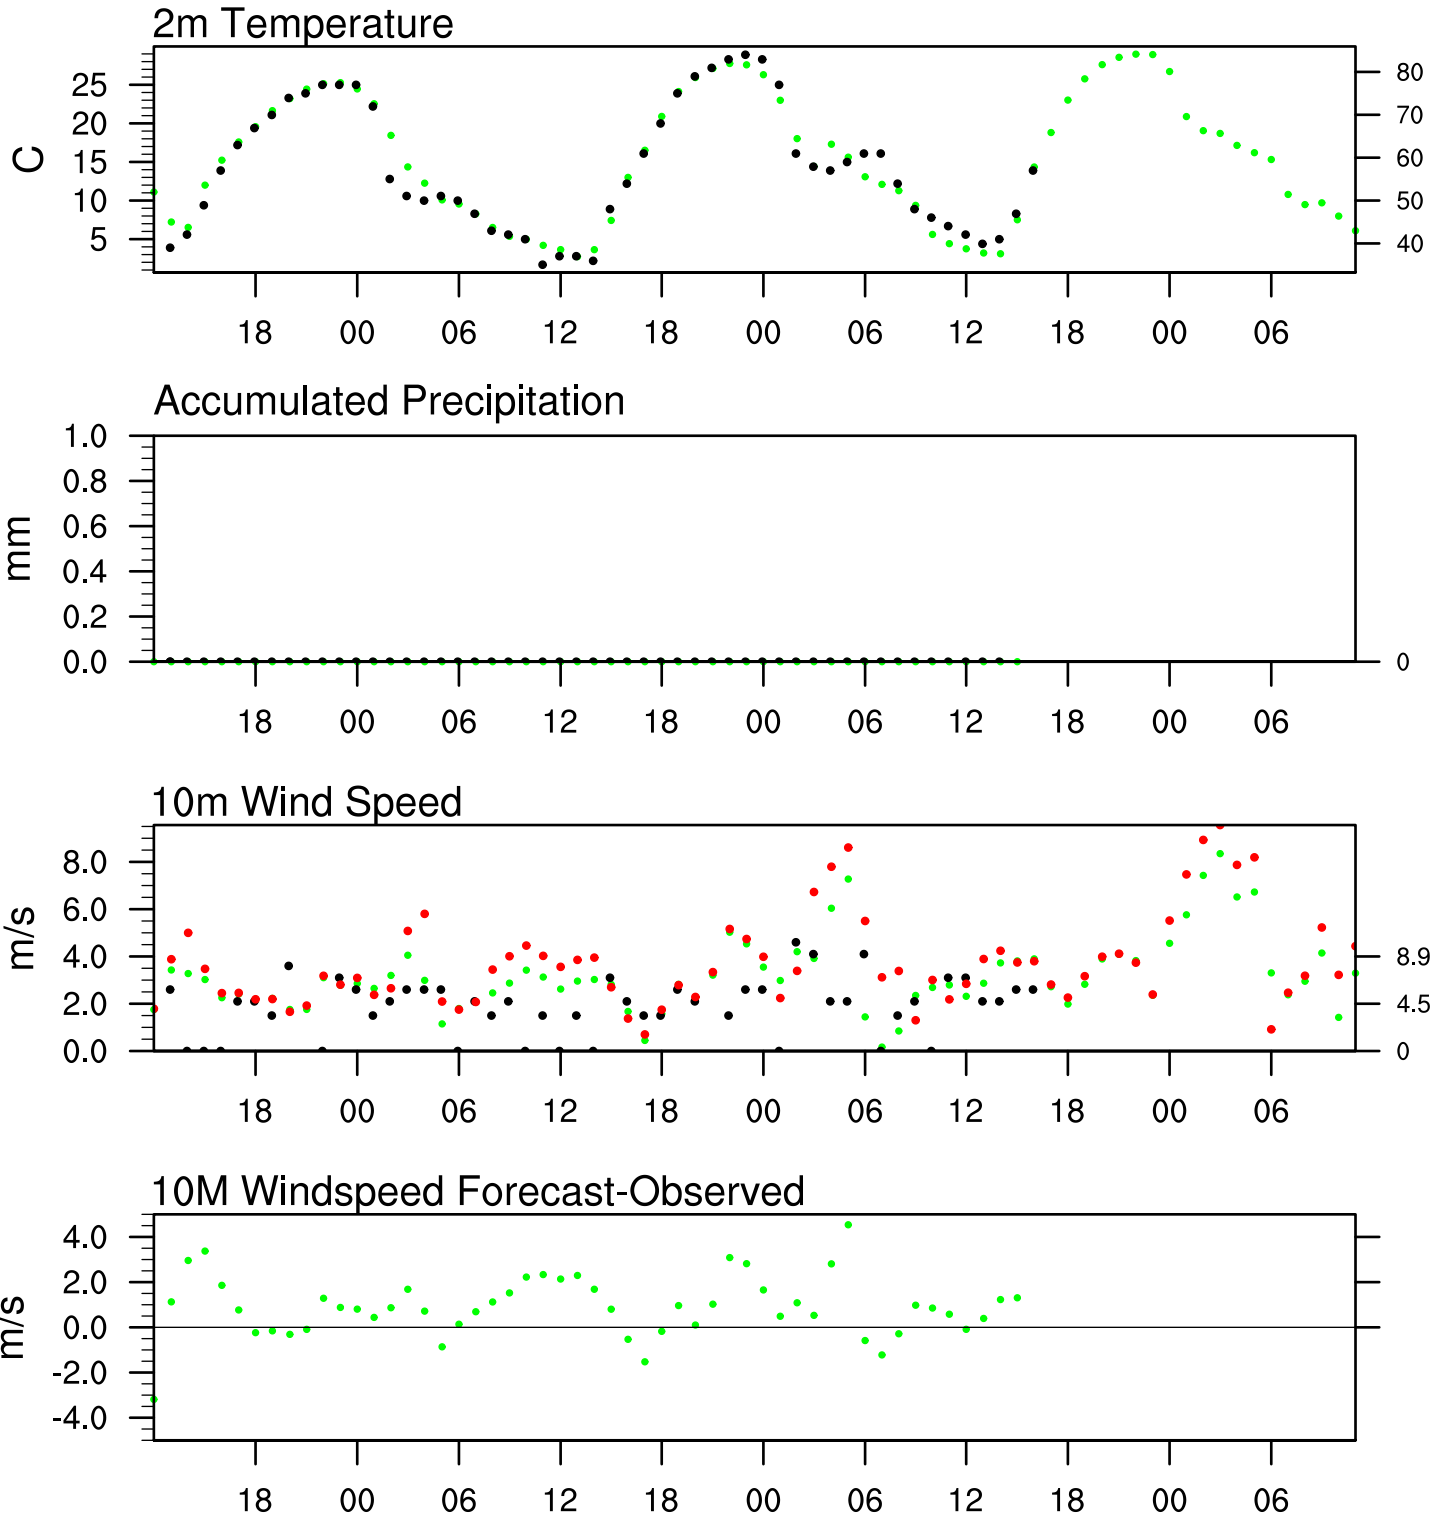 2m Temperature
25
20
15
10
5
C
80
70
60
50
40
18 00 06 12 18 00 06 12 18 00 06
Accumulated Precipitation
1.0
0.8
0.6
0.4
0.2
0.0
mm
0
18 00 06 12 18 00 06 12 18 00 06
10m Wind Speed
8.0
6.0
4.0
2.0
0.0
m/s
8.9
4.5
0
18 00 06 12 18 00 06 12 18 00 06
10M Windspeed Forecast-Observed
4.0
2.0
0.0
-2.0
-4.0
m/s
18 00 06 12 18 00 06 12 18 00 06